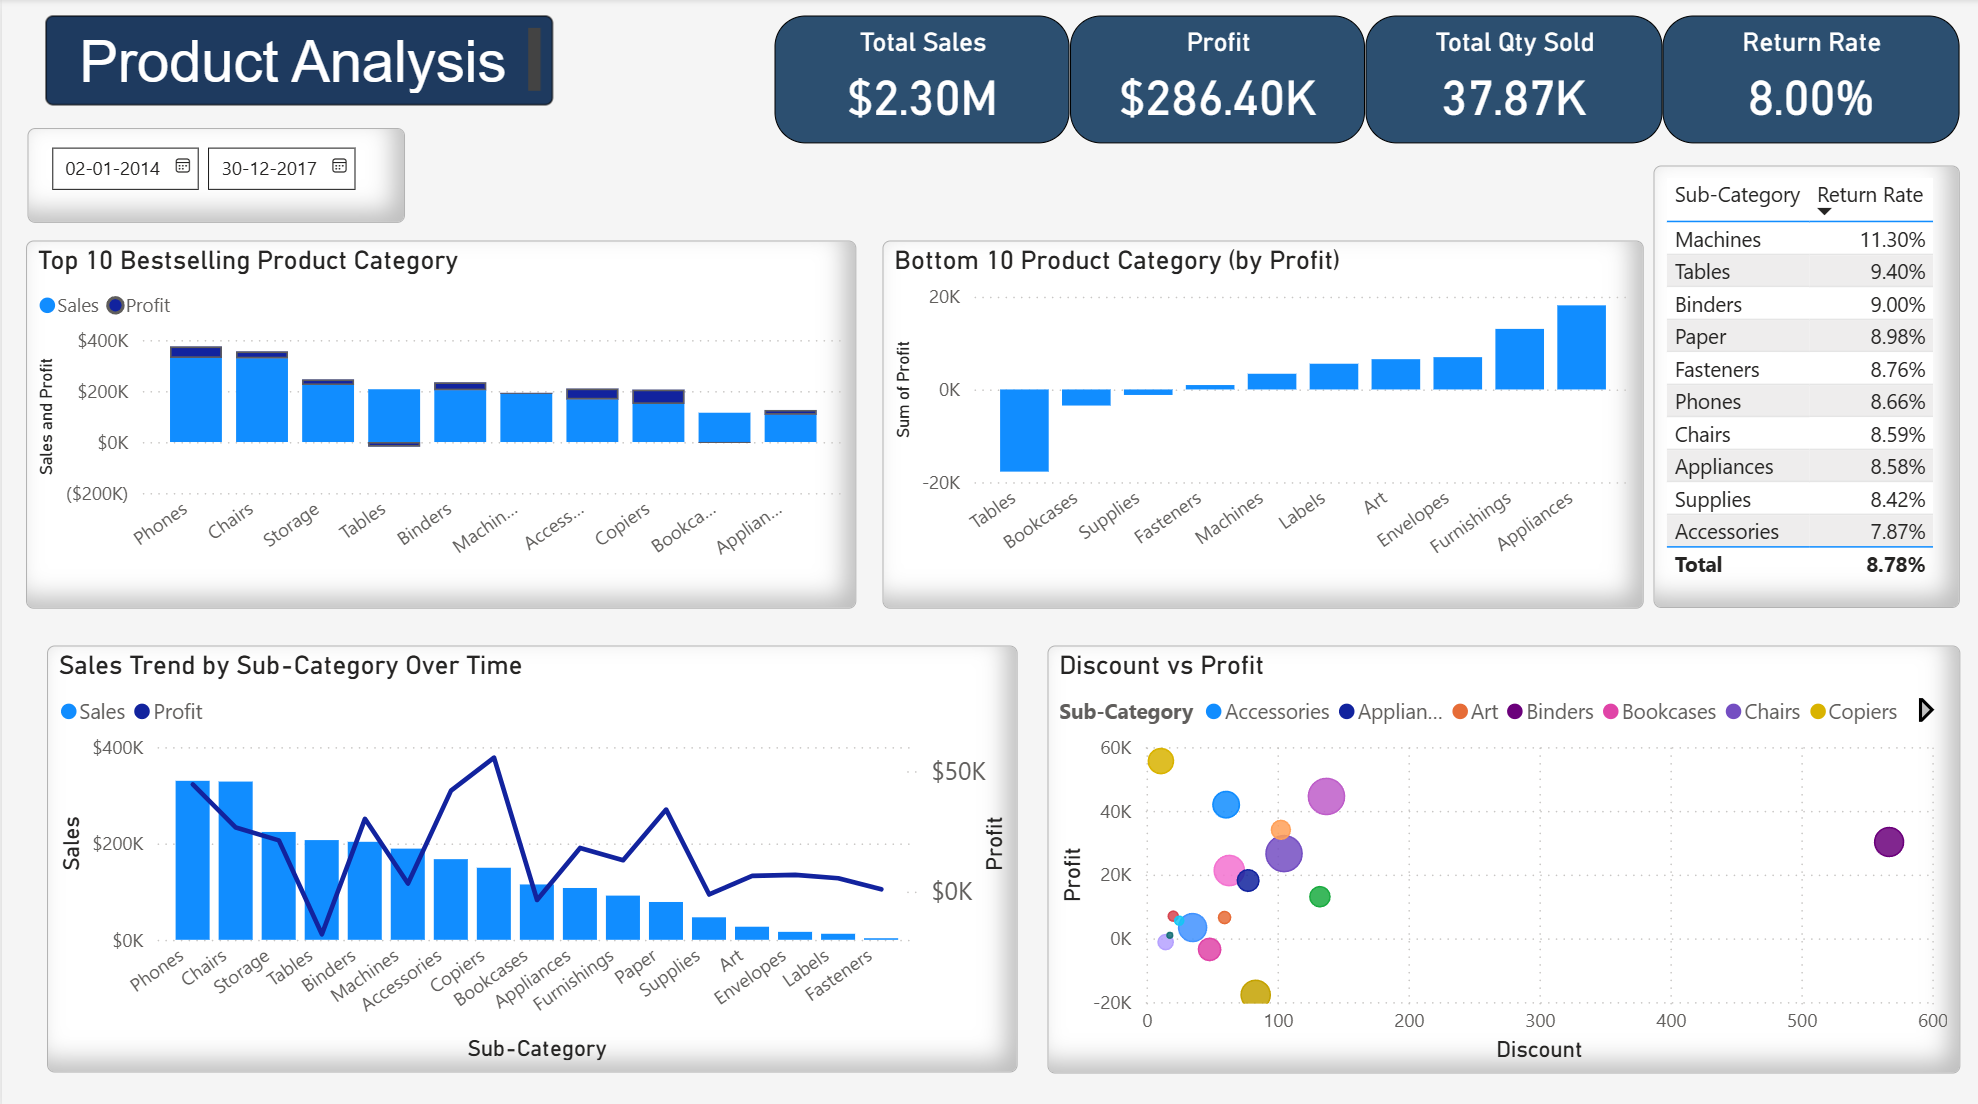 Product Analysis
Total Sales
$2.30M
Profit
$286.40K
Total Qty Sold
37.87K
Return Rate
8.00%
02-01-2014
30-12-2017
Top 10 Bestselling Product Category
Sales Profit
Sales and Profit
$400K
$200K
$0K
($200K)
Phones
Chairs
Storage
Tables
Binders
Machin...
Access...
Copiers
Bookca...
Applian...
Bottom 10 Product Category (by Profit)
Sum of Profit
20K
0K
-20K
Tables
Bookcases
Supplies
Fasteners
Machines
Labels
Art
Envelopes
Furnishings
Appliances
Sub-Category Return Rate
Machines 11.30%
Tables 9.40%
Binders 9.00%
Paper 8.98%
Fasteners 8.76%
Phones 8.66%
Chairs 8.59%
Appliances 8.58%
Supplies 8.42%
Accessories 7.87%
Total 8.78%
Sales Trend by Sub-Category Over Time
Sales Profit
Sales
$400K
$200K
$0K
$50K
$0K
Profit
Phones
Chairs
Storage
Tables
Binders
Machines
Accessories
Copiers
Bookcases
Appliances
Furnishings
Paper
Supplies
Art
Envelopes
Labels
Fasteners
Sub-Category
Discount vs Profit
Sub-Category Accessories Applian... Art Binders Bookcases Chairs Copiers
Profit
60K
40K
20K
0K
-20K
0 100 200 300 400 500 600
Discount